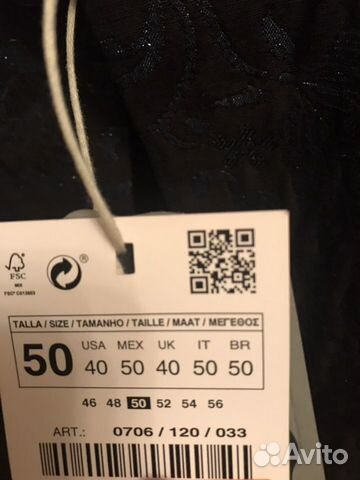 FSC
MIX
®
TALLA / SIZE / TAMANHO / TAILLE / MAAT / ΜΕΓΕΘΟΣ
50 USA MEX UK IT BR
40 50 40 50 50
46 48 50 52 54 56
ART.: 0706 / 120 / 033
Avito